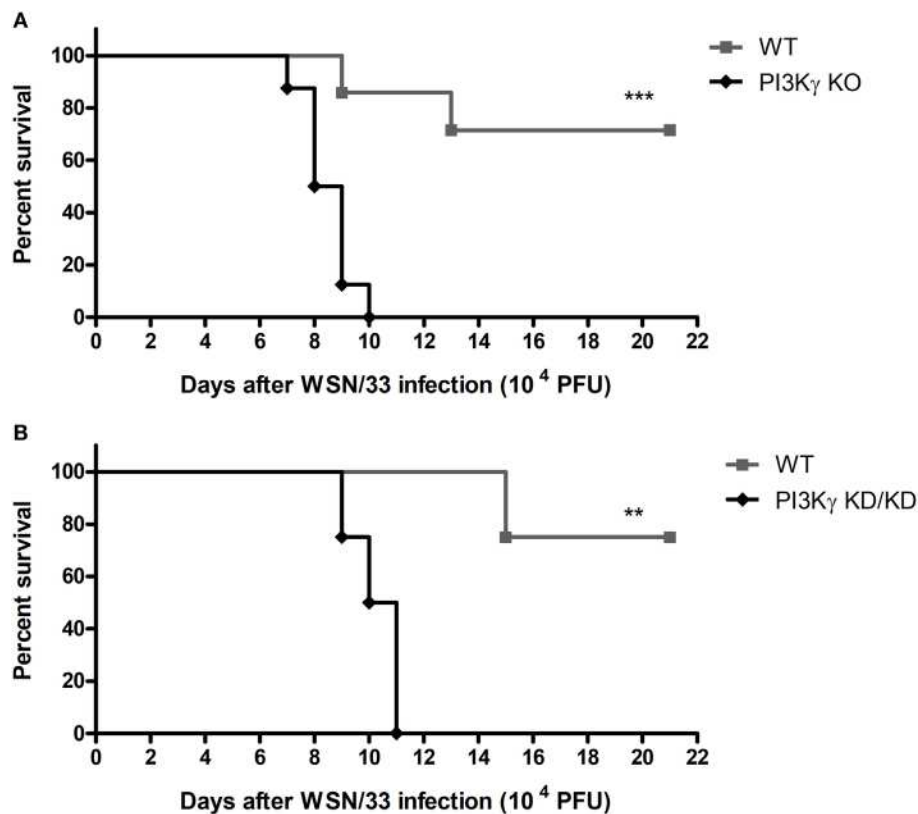 A
WT
PI3Kγ KO
Percent survival
100
80
60
40
20
0
***
0 2 4 6 8 10 12 14 16 18 20 22
Days after WSN/33 infection (10 4 PFU)
B
WT
PI3Kγ KD/KD
Percent survival
100
80
60
40
20
0
**
0 2 4 6 8 10 12 14 16 18 20 22
Days after WSN/33 infection (10 4 PFU)